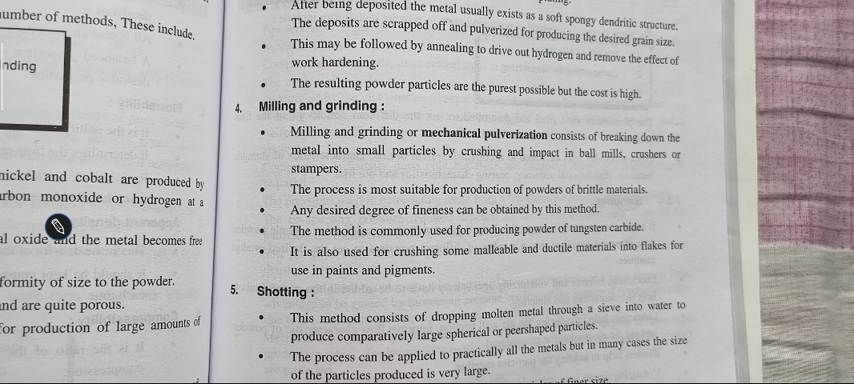 umber of methods, These include.
nding
nickel and cobalt are produced by
arbon monoxide or hydrogen at a
al oxide and the metal becomes free
formity of size to the powder.
and are quite porous.
for production of large amounts of
• After being deposited the metal usually exists as a soft spongy dendritic structure.
The deposits are scrapped off and pulverized for producing the desired grain size.
• This may be followed by annealing to drive out hydrogen and remove the effect of
work hardening.
• The resulting powder particles are the purest possible but the cost is high.
4. Milling and grinding :
• Milling and grinding or mechanical pulverization consists of breaking down the
metal into small particles by crushing and impact in ball mills, crushers or
stampers.
• The process is most suitable for production of powders of brittle materials.
• Any desired degree of fineness can be obtained by this method.
• The method is commonly used for producing powder of tungsten carbide.
• It is also used for crushing some malleable and ductile materials into flakes for
use in paints and pigments.
5. Shotting :
• This method consists of dropping molten metal through a sieve into water to
produce comparatively large spherical or peershaped particles.
• The process can be applied to practically all the metals but in many cases the size
of the particles produced is very large.
of finer size.